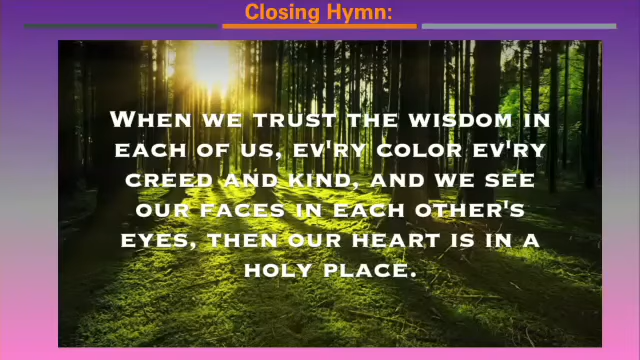 Closing Hymn:
WHEN WE TRUST THE WISDOM IN
EACH OF US, EV'RY COLOR EV'RY
CREED AND KIND, AND WE SEE
OUR FACES IN EACH OTHER'S
EYES, THEN OUR HEART IS IN A
HOLY PLACE.